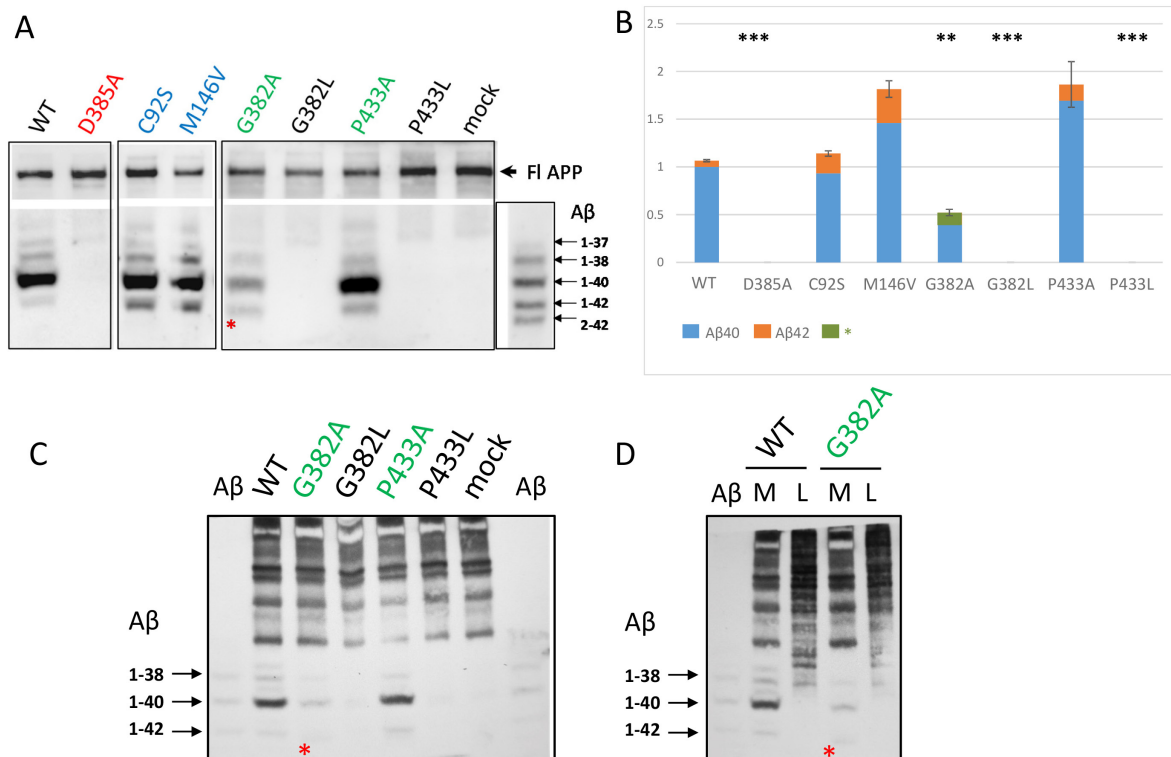 A
WT
D385A
C92S
M146V
G382A
G382L
P433A
P433L
mock
Fl APP
Aβ
1-37
1-38
1-40
1-42
2-42
*
B
2.5
2
1.5
1
0.5
0
***
**
***
***
WT D385A C92S M146V G382A G382L P433A P433L
Aβ40 Aβ42 *
C
Aβ WT G382A G382L P433A P433L mock Aβ
Aβ
1-38
1-40
1-42
*
D
WT G382A
Aβ M L M L
Aβ
1-38
1-40
1-42
*